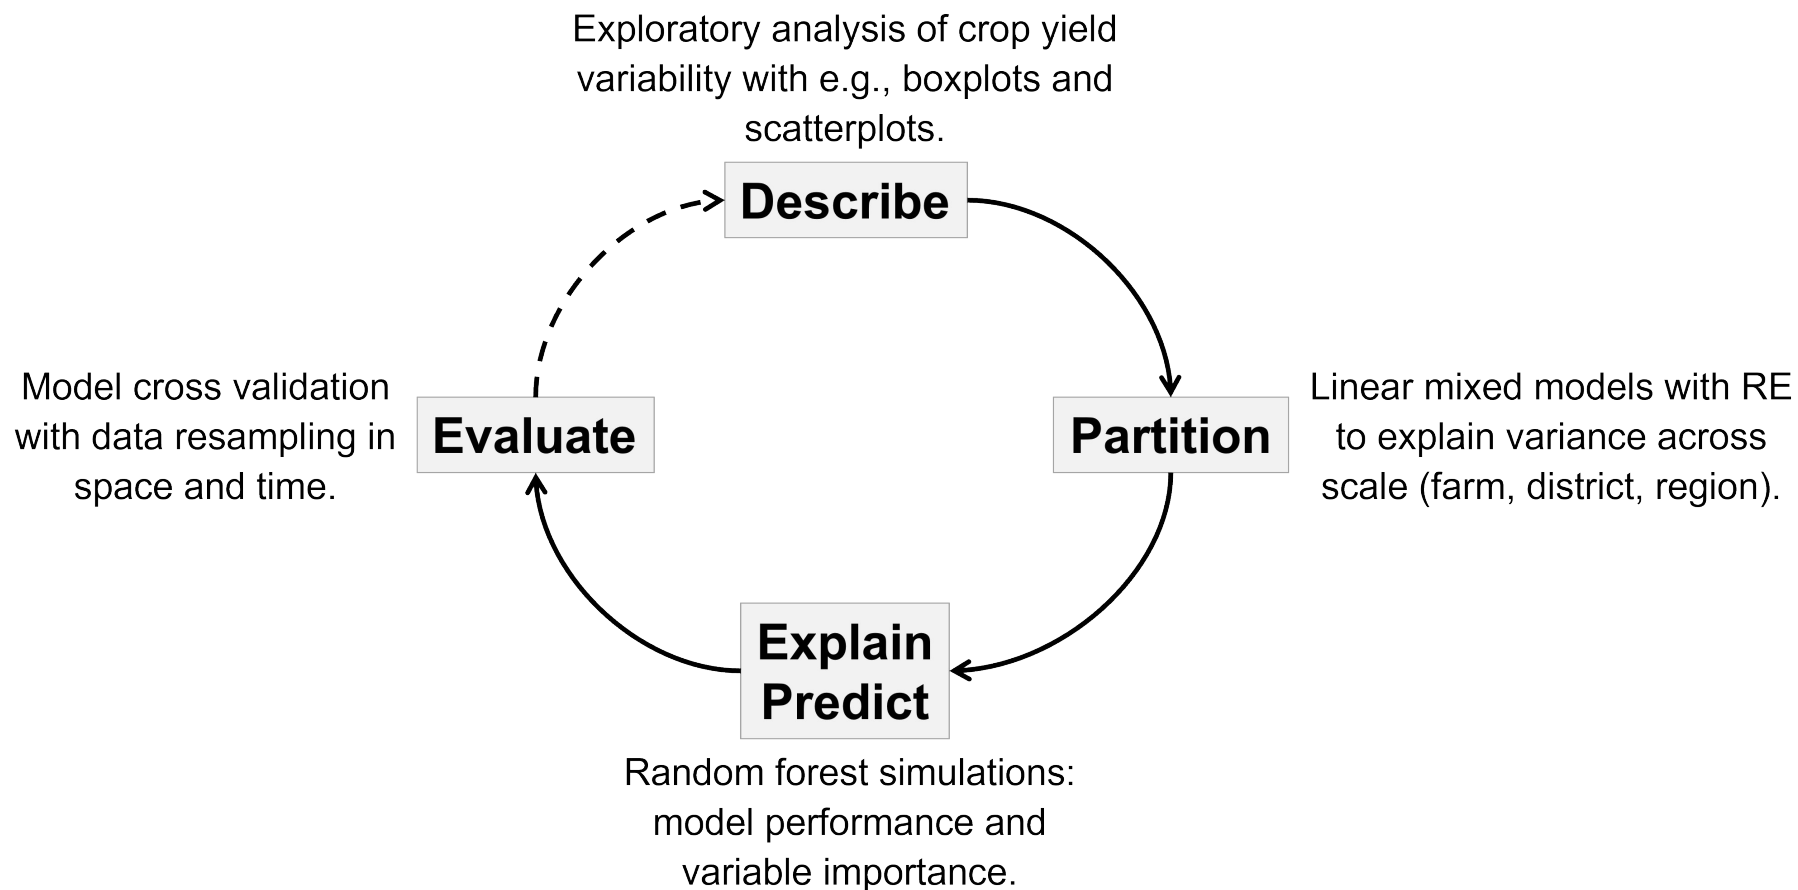 Exploratory analysis of crop yield
variability with e.g., boxplots and
scatterplots.
Describe
Model cross validation
with data resampling in
space and time.
Evaluate
Partition
Linear mixed models with RE
to explain variance across
scale (farm, district, region).
Explain
Predict
Random forest simulations:
model performance and
variable importance.